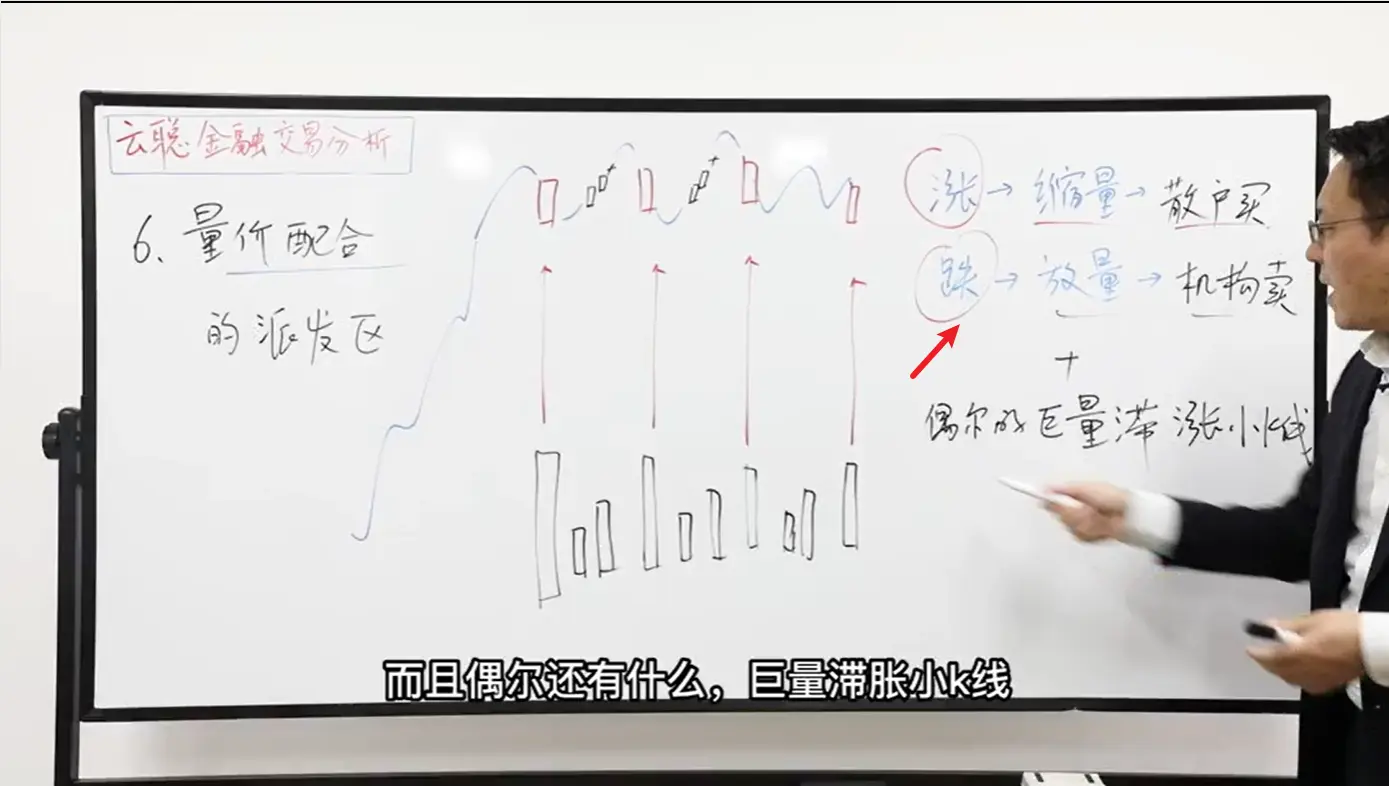 云聪金融交易分析
6、量价配合
的派发区
涨→缩量→散户买
跌→放量→机构卖
+
偶尔的巨量滞涨小K线
而且偶尔还有什么，巨量滞胀小k线